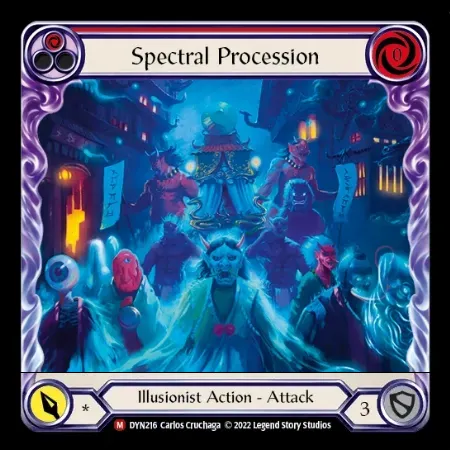 Spectral Procession
0
Illusionist Action - Attack
* 3
M DYN216 Carlos Cruchaga © 2022 Legend Story Studios